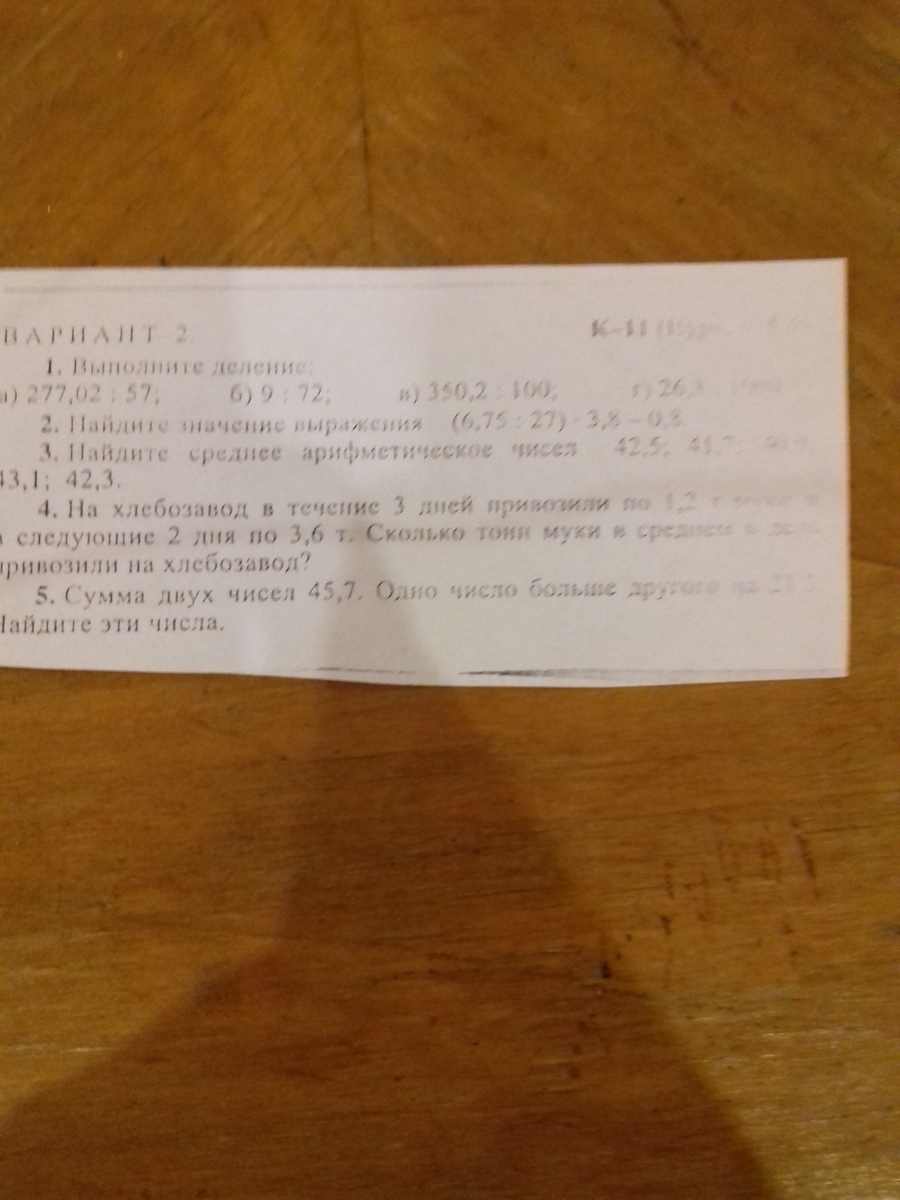 ВАРИАНТ 2. К-11
1. Выполните деление:
а) 277,02 : 57; б) 9 : 72; в) 350,2 : 100; г)
2. Найдите значение выражения (6,75 : 27) · 3,8 – 0,8.
3. Найдите среднее арифметическое чисел 42,5; 41,7;
43,1; 42,3.
4. На хлебозавод в течение 3 дней привозили по 1,2 т муки
в следующие 2 дня по 3,6 т. Сколько тонн муки в среднем в день
привозили на хлебозавод?
5. Сумма двух чисел 45,7. Одно число больше другого на
Найдите эти числа.